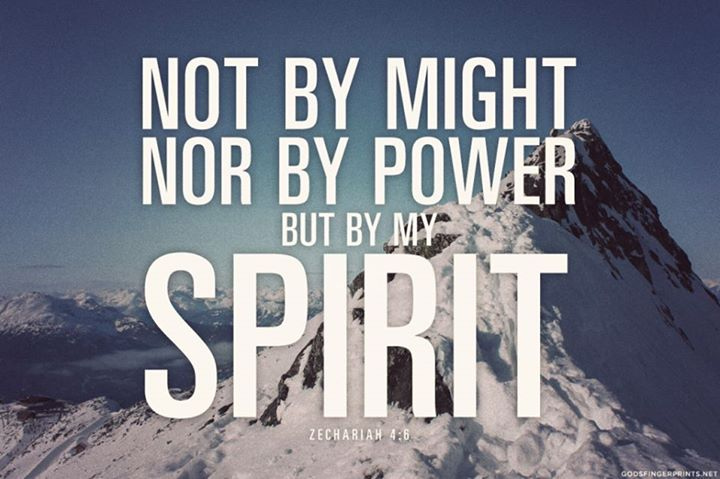 NOT BY MIGHT
NOR BY POWER
BUT BY MY
SPIRIT
ZECHARIAH 4:6
GODSFINGERPRINTS.NET